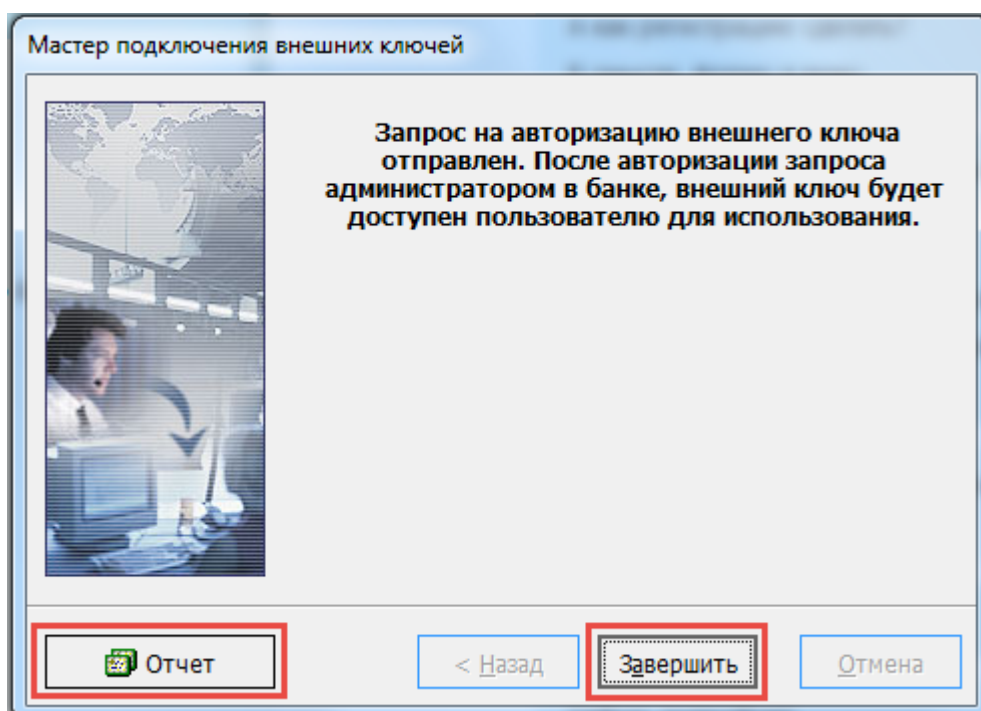 Мастер подключения внешних ключей
Запрос на авторизацию внешнего ключа
отправлен. После авторизации запроса
администратором в банке, внешний ключ будет
доступен пользователю для использования.
Отчет
< Назад
Завершить
Отмена